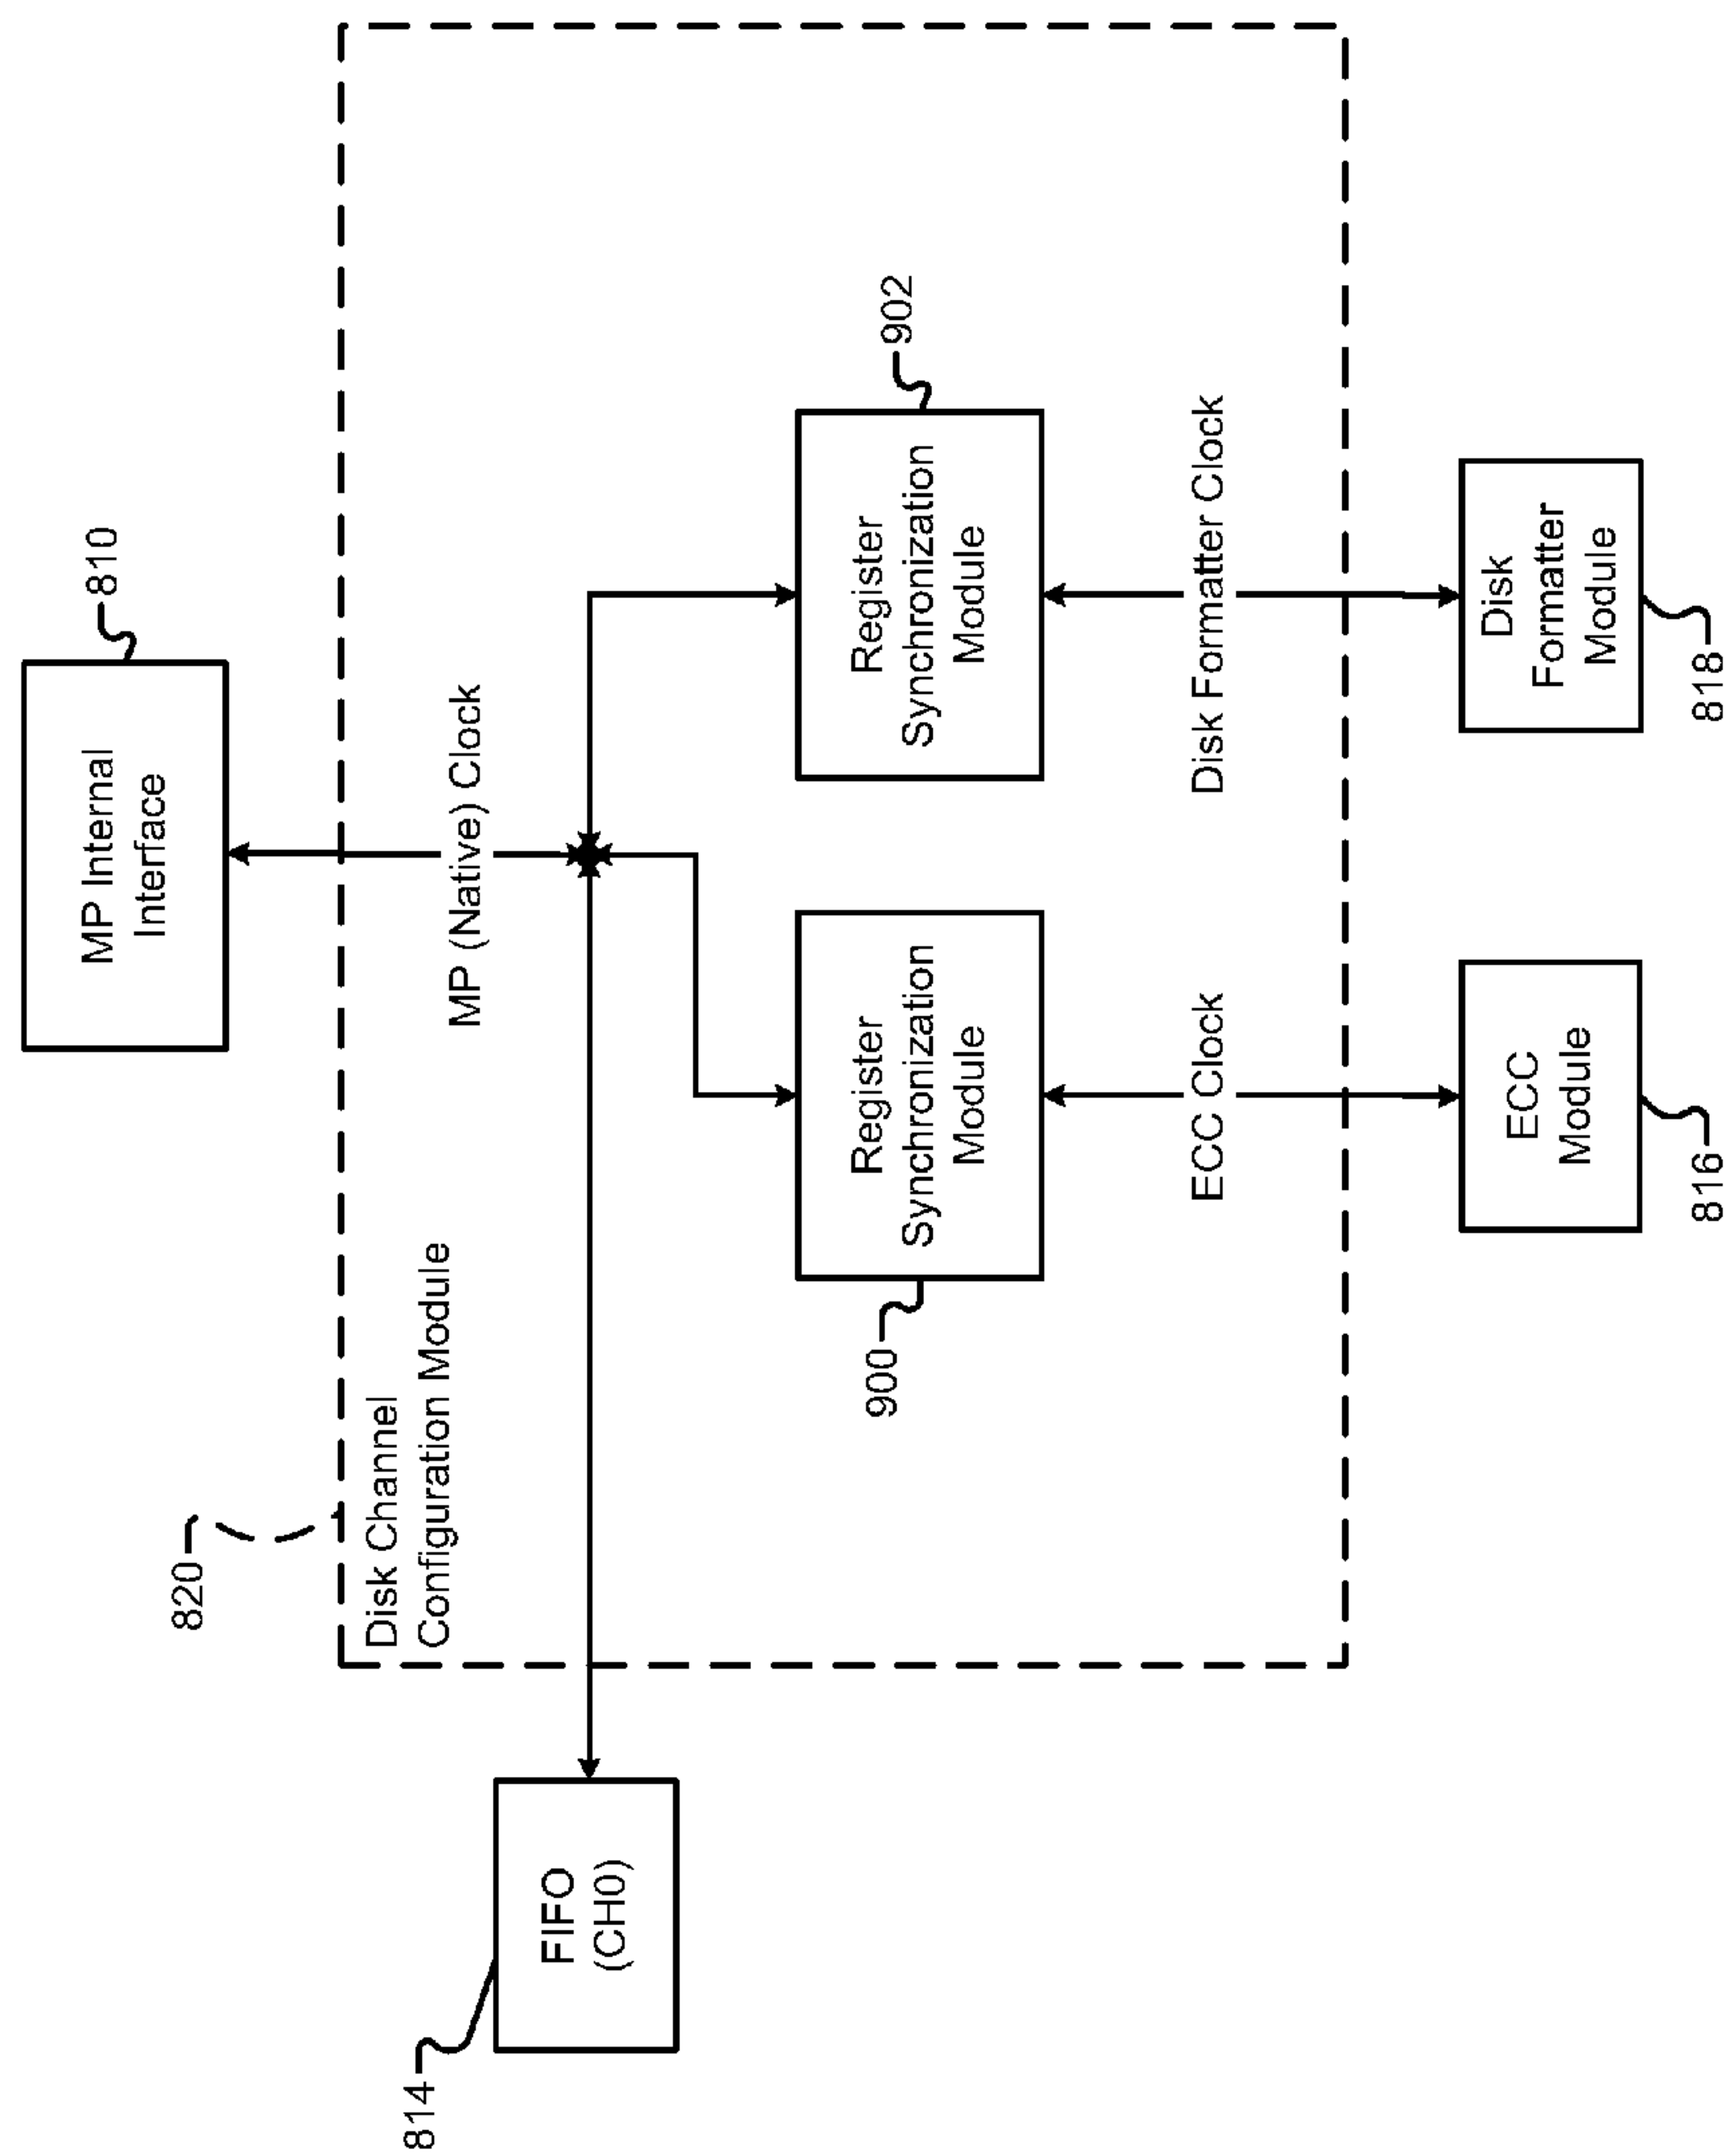 810
MP Internal
Interface
820
Disk Channel
Configuration Module
MP (Native) Clock
814
FIFO
(CH0)
900
Register
Synchronization
Module
902
Register
Synchronization
Module
ECC Clock
Disk Formatter Clock
ECC
Module
816
Disk
Formatter
Module
818